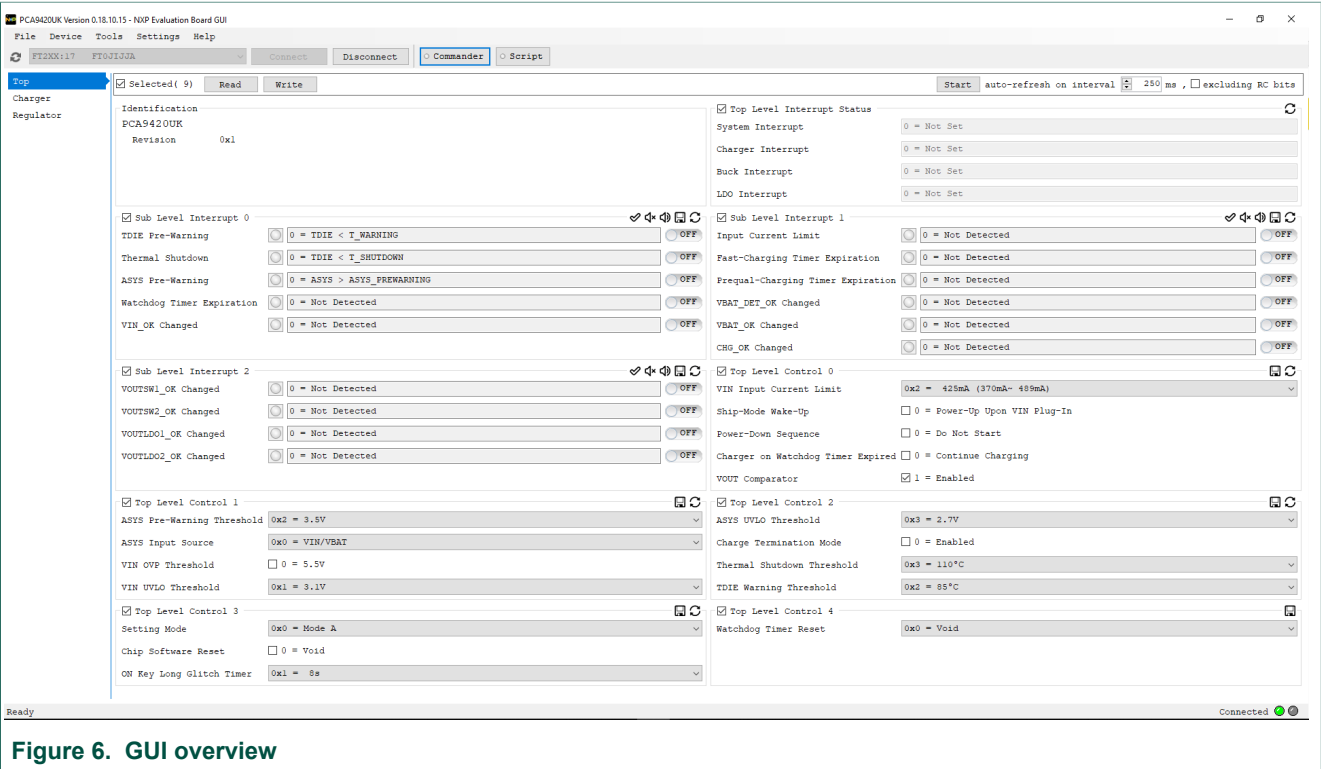 PCA9420UK Version 0.18.10.15 - NXP Evaluation Board GUI
File Device Tools Settings Help
FT2XX:17 FT0JIJJA Connect Disconnect Commander Script
Top
Charger
Regulator
Selected( 9) Read Write Start auto-refresh on interval 250 ms , excluding RC bits
Identification
PCA9420UK
Revision 0x1
Top Level Interrupt Status
System Interrupt 0 = Not Set
Charger Interrupt 0 = Not Set
Buck Interrupt 0 = Not Set
LDO Interrupt 0 = Not Set
Sub Level Interrupt 0
TDIE Pre-Warning 0 = TDIE < T_WARNING OFF
Thermal Shutdown 0 = TDIE < T_SHUTDOWN OFF
ASYS Pre-Warning 0 = ASYS > ASYS_PREWARNING OFF
Watchdog Timer Expiration 0 = Not Detected OFF
VIN_OK Changed 0 = Not Detected OFF
Sub Level Interrupt 1
Input Current Limit 0 = Not Detected OFF
Fast-Charging Timer Expiration 0 = Not Detected OFF
Prequal-Charging Timer Expiration 0 = Not Detected OFF
VBAT_DET_OK Changed 0 = Not Detected OFF
VBAT_OK Changed 0 = Not Detected OFF
CHG_OK Changed 0 = Not Detected OFF
Sub Level Interrupt 2
VOUTSW1_OK Changed 0 = Not Detected OFF
VOUTSW2_OK Changed 0 = Not Detected OFF
VOUTLDO1_OK Changed 0 = Not Detected OFF
VOUTLDO2_OK Changed 0 = Not Detected OFF
Top Level Control 0
VIN Input Current Limit 0x2 = 425mA (370mA- 489mA)
Ship-Mode Wake-Up 0 = Power-Up Upon VIN Plug-In
Power-Down Sequence 0 = Do Not Start
Charger on Watchdog Timer Expired 0 = Continue Charging
VOUT Comparator 1 = Enabled
Top Level Control 1
ASYS Pre-Warning Threshold 0x2 = 3.5V
ASYS Input Source 0x0 = VIN/VBAT
VIN OVP Threshold 0 = 5.5V
VIN UVLO Threshold 0x1 = 3.1V
Top Level Control 2
ASYS UVLO Threshold 0x3 = 2.7V
Charge Termination Mode 0 = Enabled
Thermal Shutdown Threshold 0x3 = 110°C
TDIE Warning Threshold 0x2 = 85°C
Top Level Control 3
Setting Mode 0x0 = Mode A
Chip Software Reset 0 = Void
ON Key Long Glitch Timer 0x1 = 8s
Top Level Control 4
Watchdog Timer Reset 0x0 = Void
Ready Connected
Figure 6. GUI overview